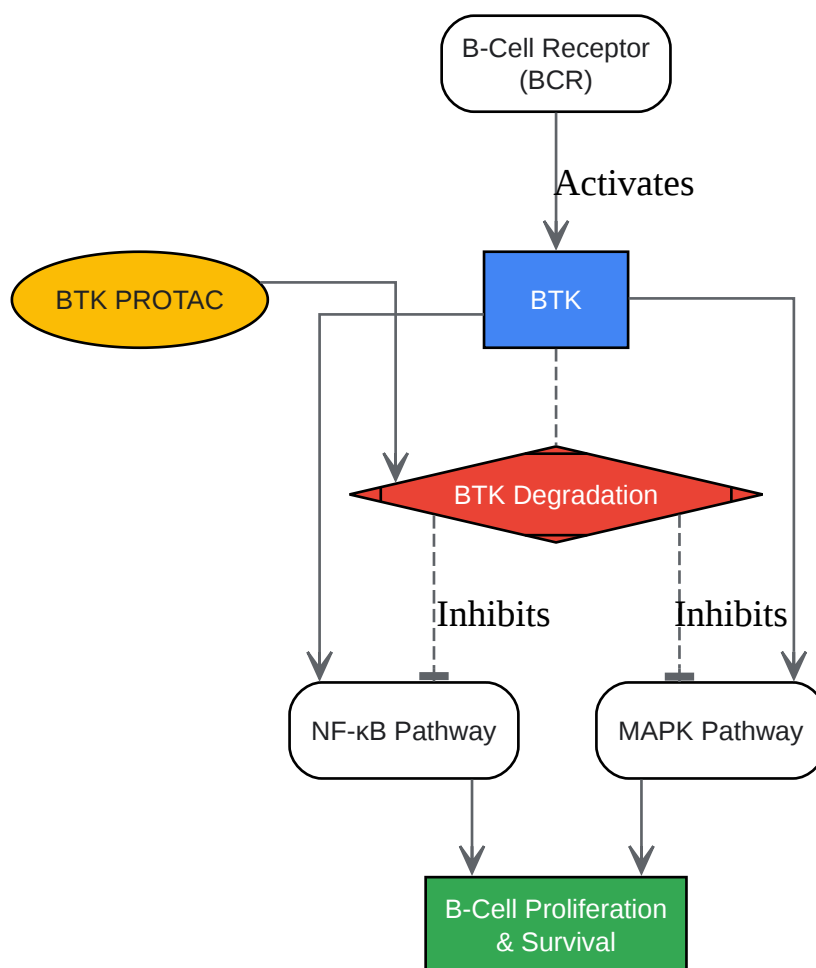 B-Cell Receptor
(BCR)
Activates
BTK PROTAC
BTK
BTK Degradation
Inhibits
Inhibits
NF-κB Pathway
MAPK Pathway
B-Cell Proliferation
& Survival